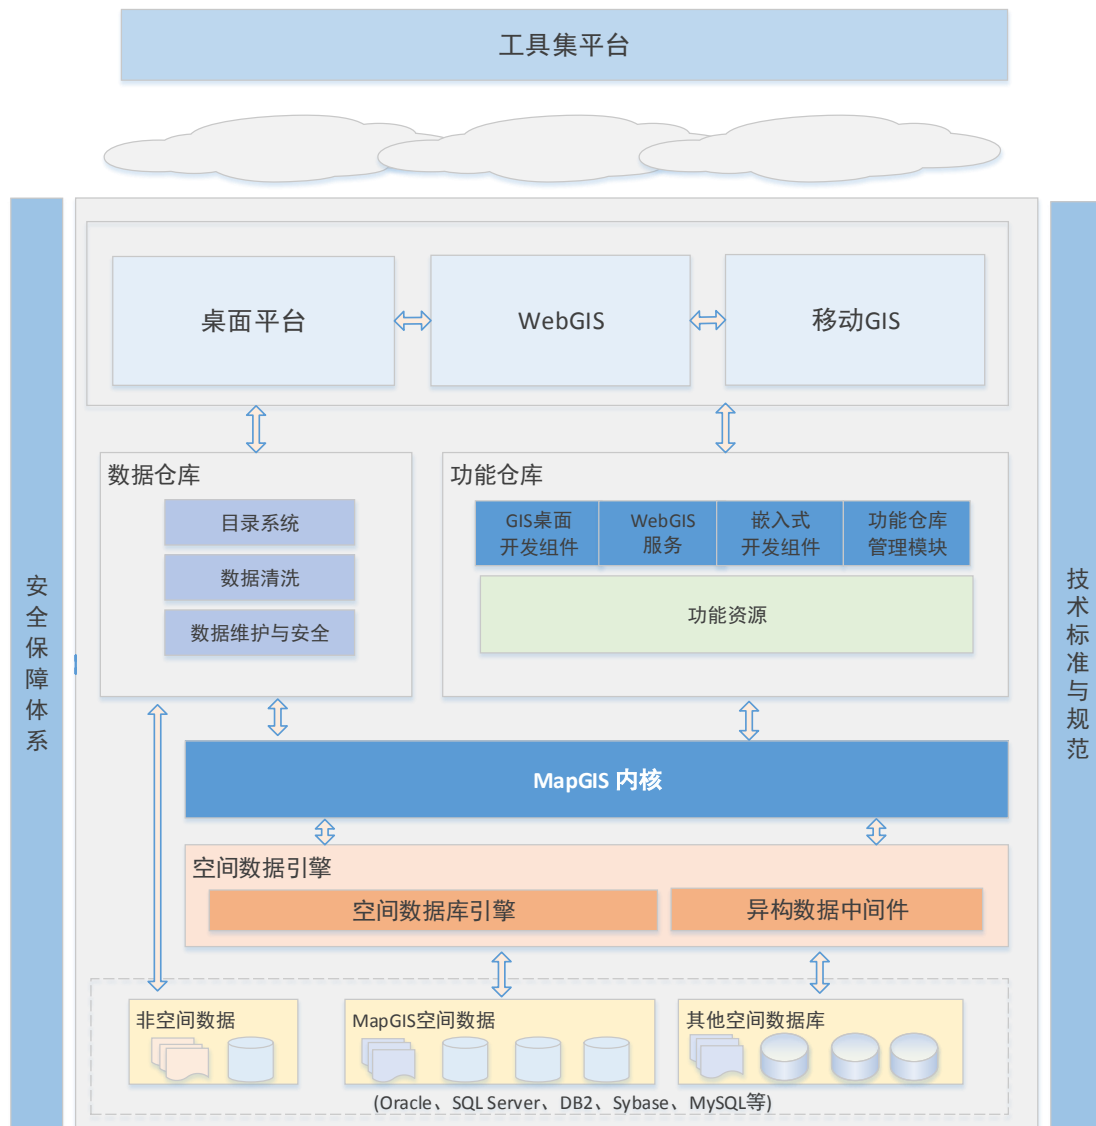 工具集平台
桌面平台
WebGIS
移动GIS
数据仓库
目录系统
数据清洗
数据维护与安全
功能仓库
GIS桌面
开发组件
WebGIS
服务
嵌入式
开发组件
功能仓库
管理模块
功能资源
安全保障体系
技术标准与规范
MapGIS 内核
空间数据引擎
空间数据库引擎
异构数据中间件
非空间数据
MapGIS空间数据
其他空间数据库
(Oracle、SQL Server、DB2、Sybase、MySQL等)